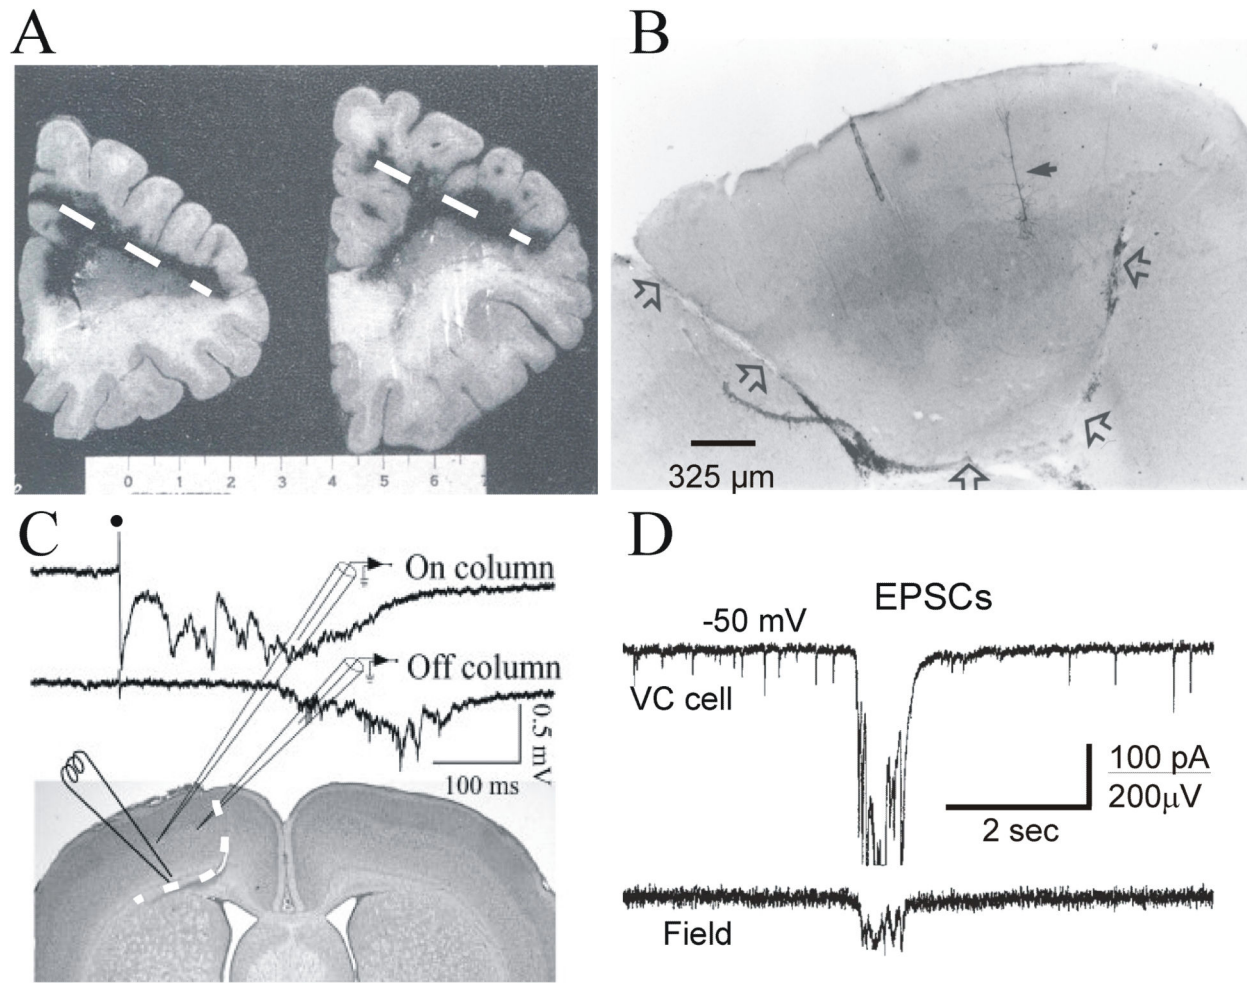 A
B
0 1 2 3 4 5 6 7
325 µm
C
On column
Off column
0.5 mV
100 ms
D
EPSCs
-50 mV
VC cell
100 pA
200µV
2 sec
Field